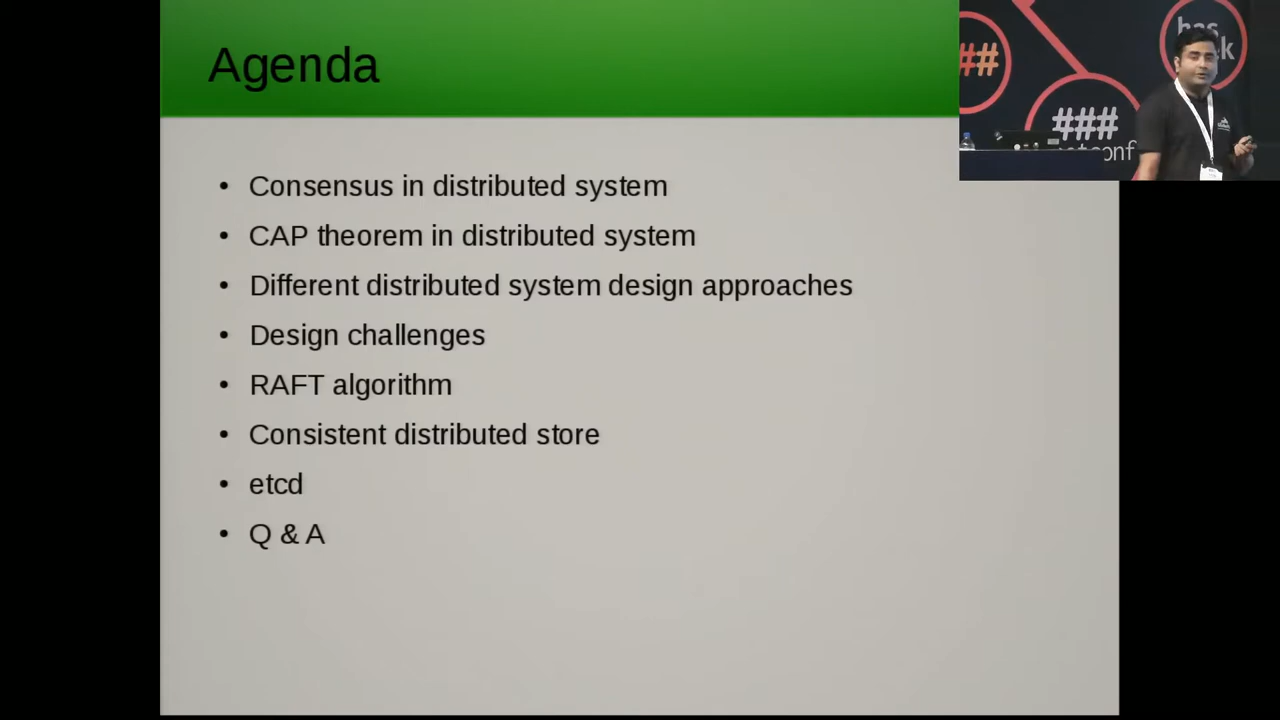 Agenda
• Consensus in distributed system
• CAP theorem in distributed system
• Different distributed system design approaches
• Design challenges
• RAFT algorithm
• Consistent distributed store
• etcd
• Q & A
##
###